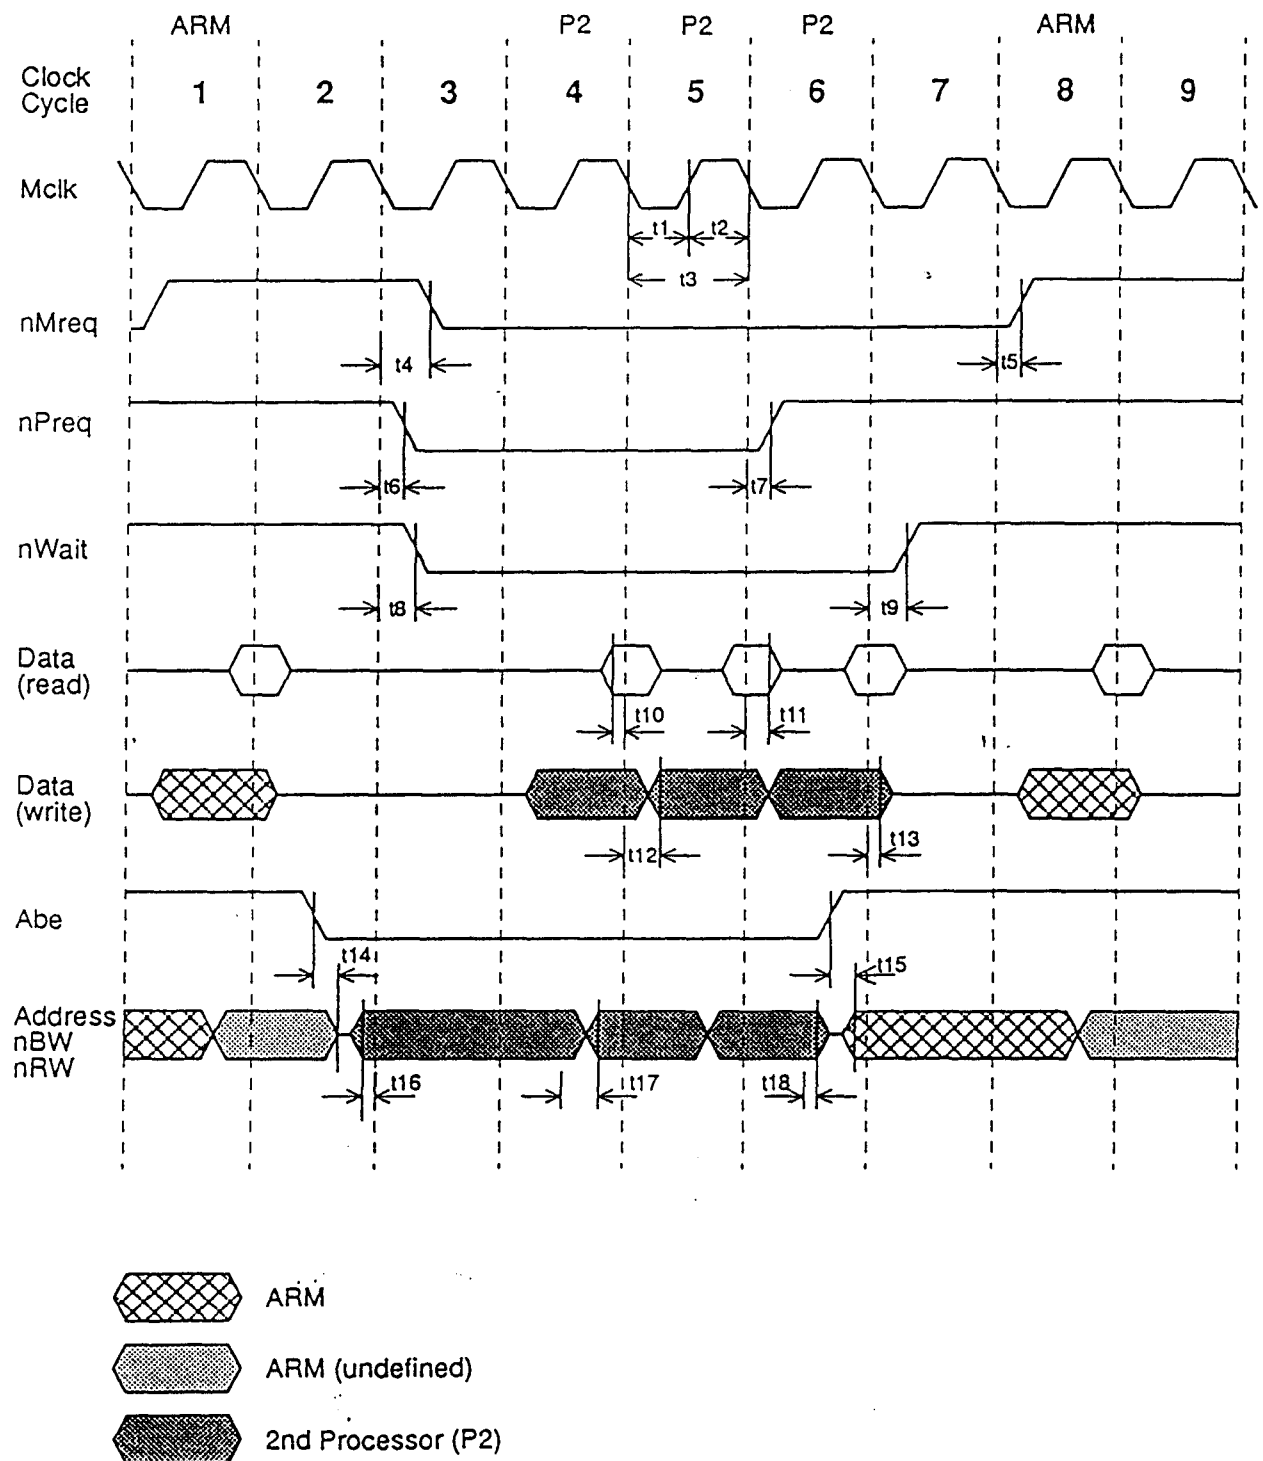 ARM P2 P2 P2 ARM
Clock
Cycle
1 2 3 4 5 6 7 8 9
Mclk
t1 t2
t3
nMreq
t4 t5
nPreq
t6 t7
nWait
t8 t9
Data
(read)
t10 t11
Data
(write)
t12 t13
Abe
t14 t15
Address
nBW
nRW
t16 t17 t18
ARM
ARM (undefined)
2nd Processor (P2)